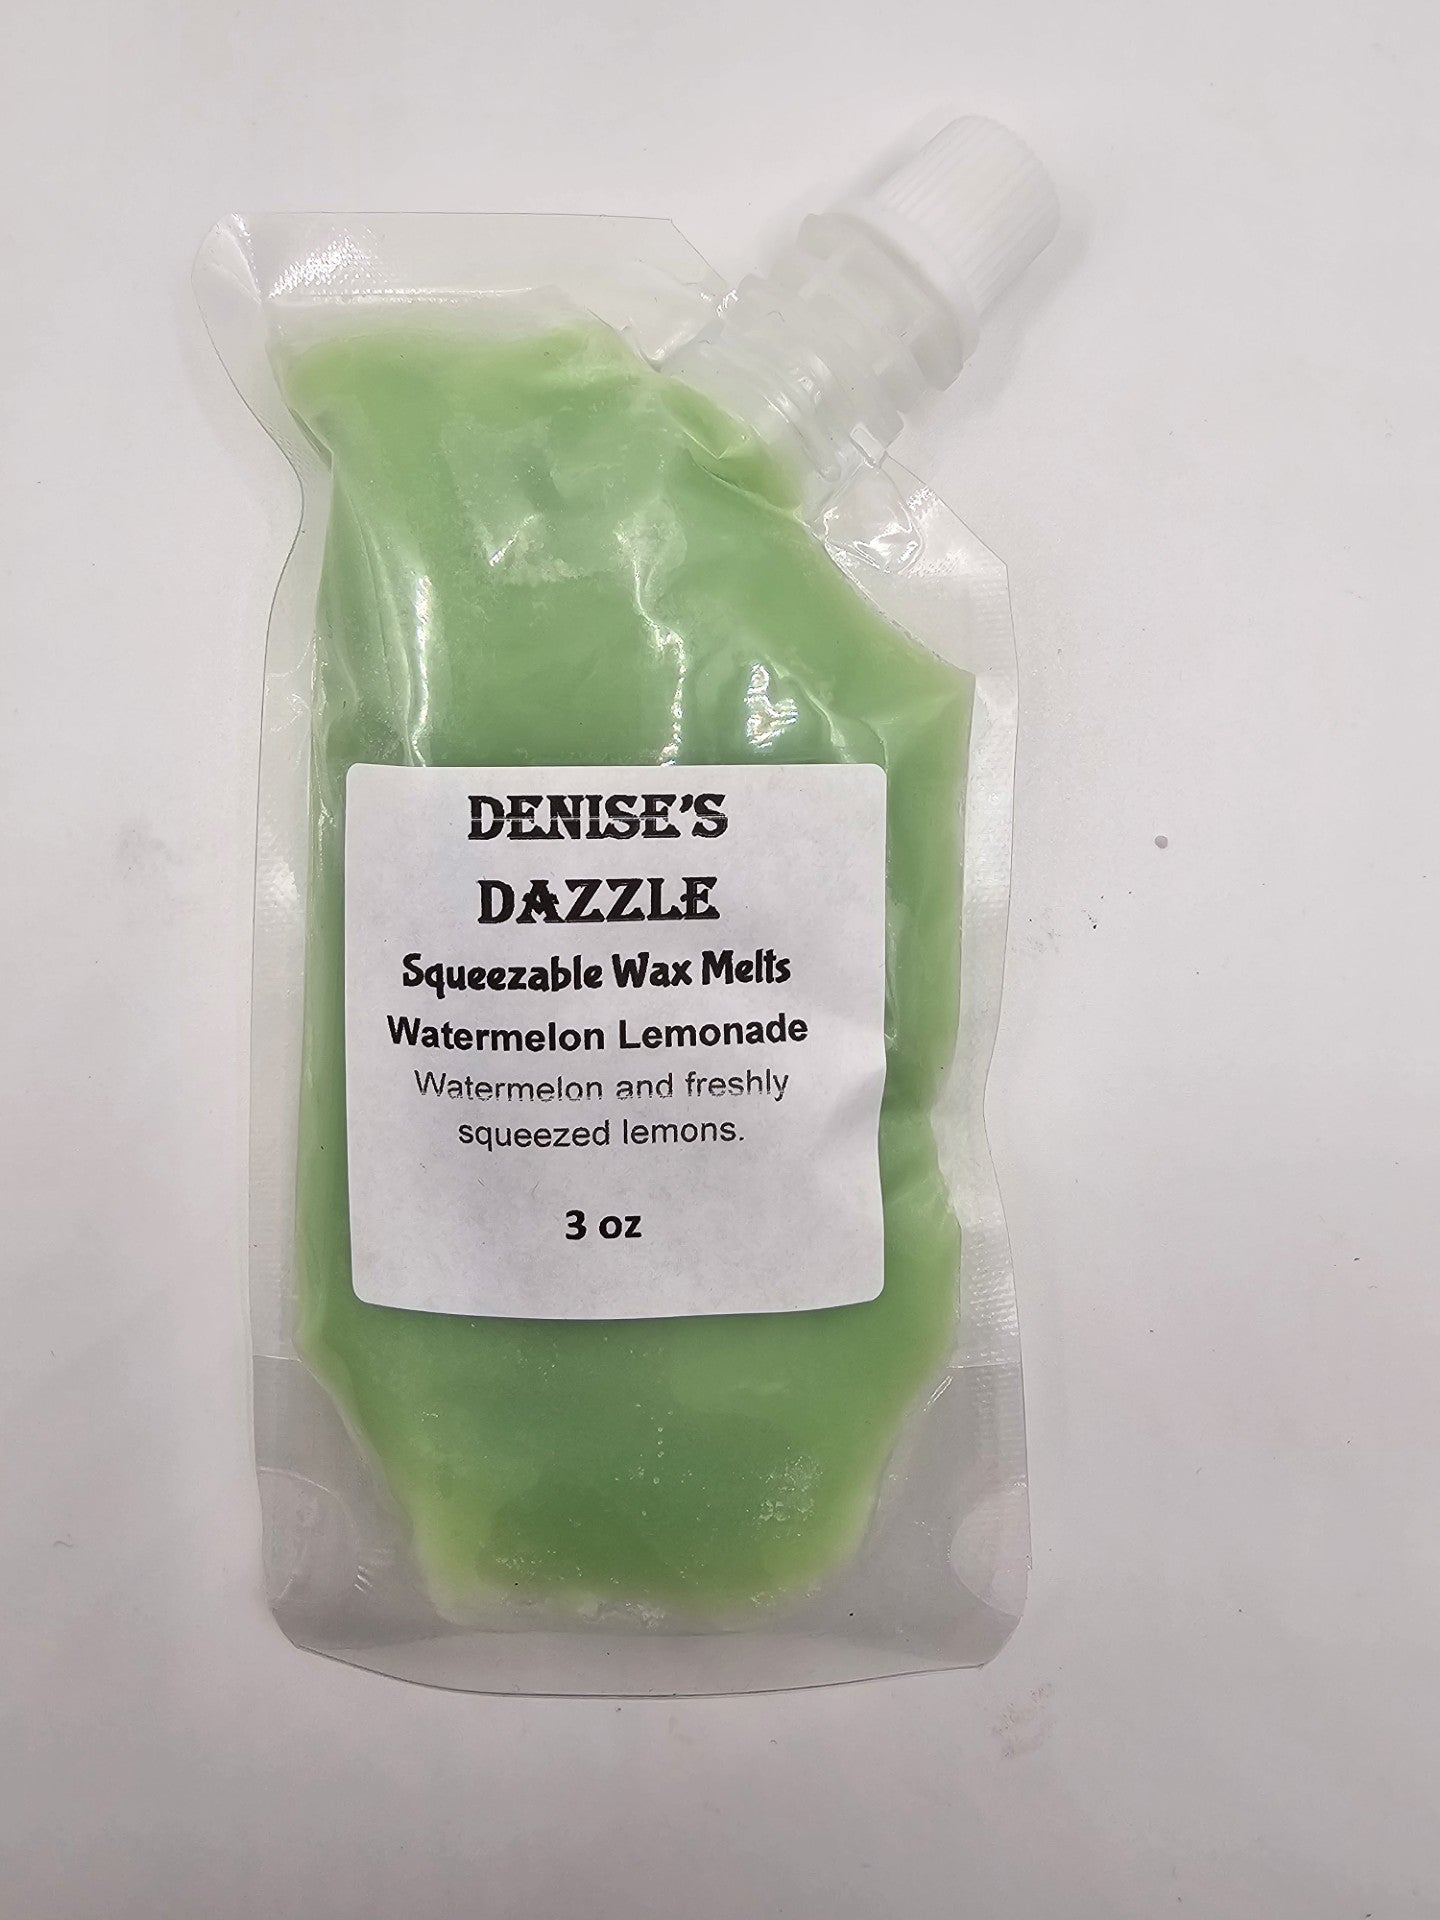 DENISE'S
DAZZLE
Squeezable Wax Melts
Watermelon Lemonade
Watermelon and freshly
squeezed lemons.
3 oz